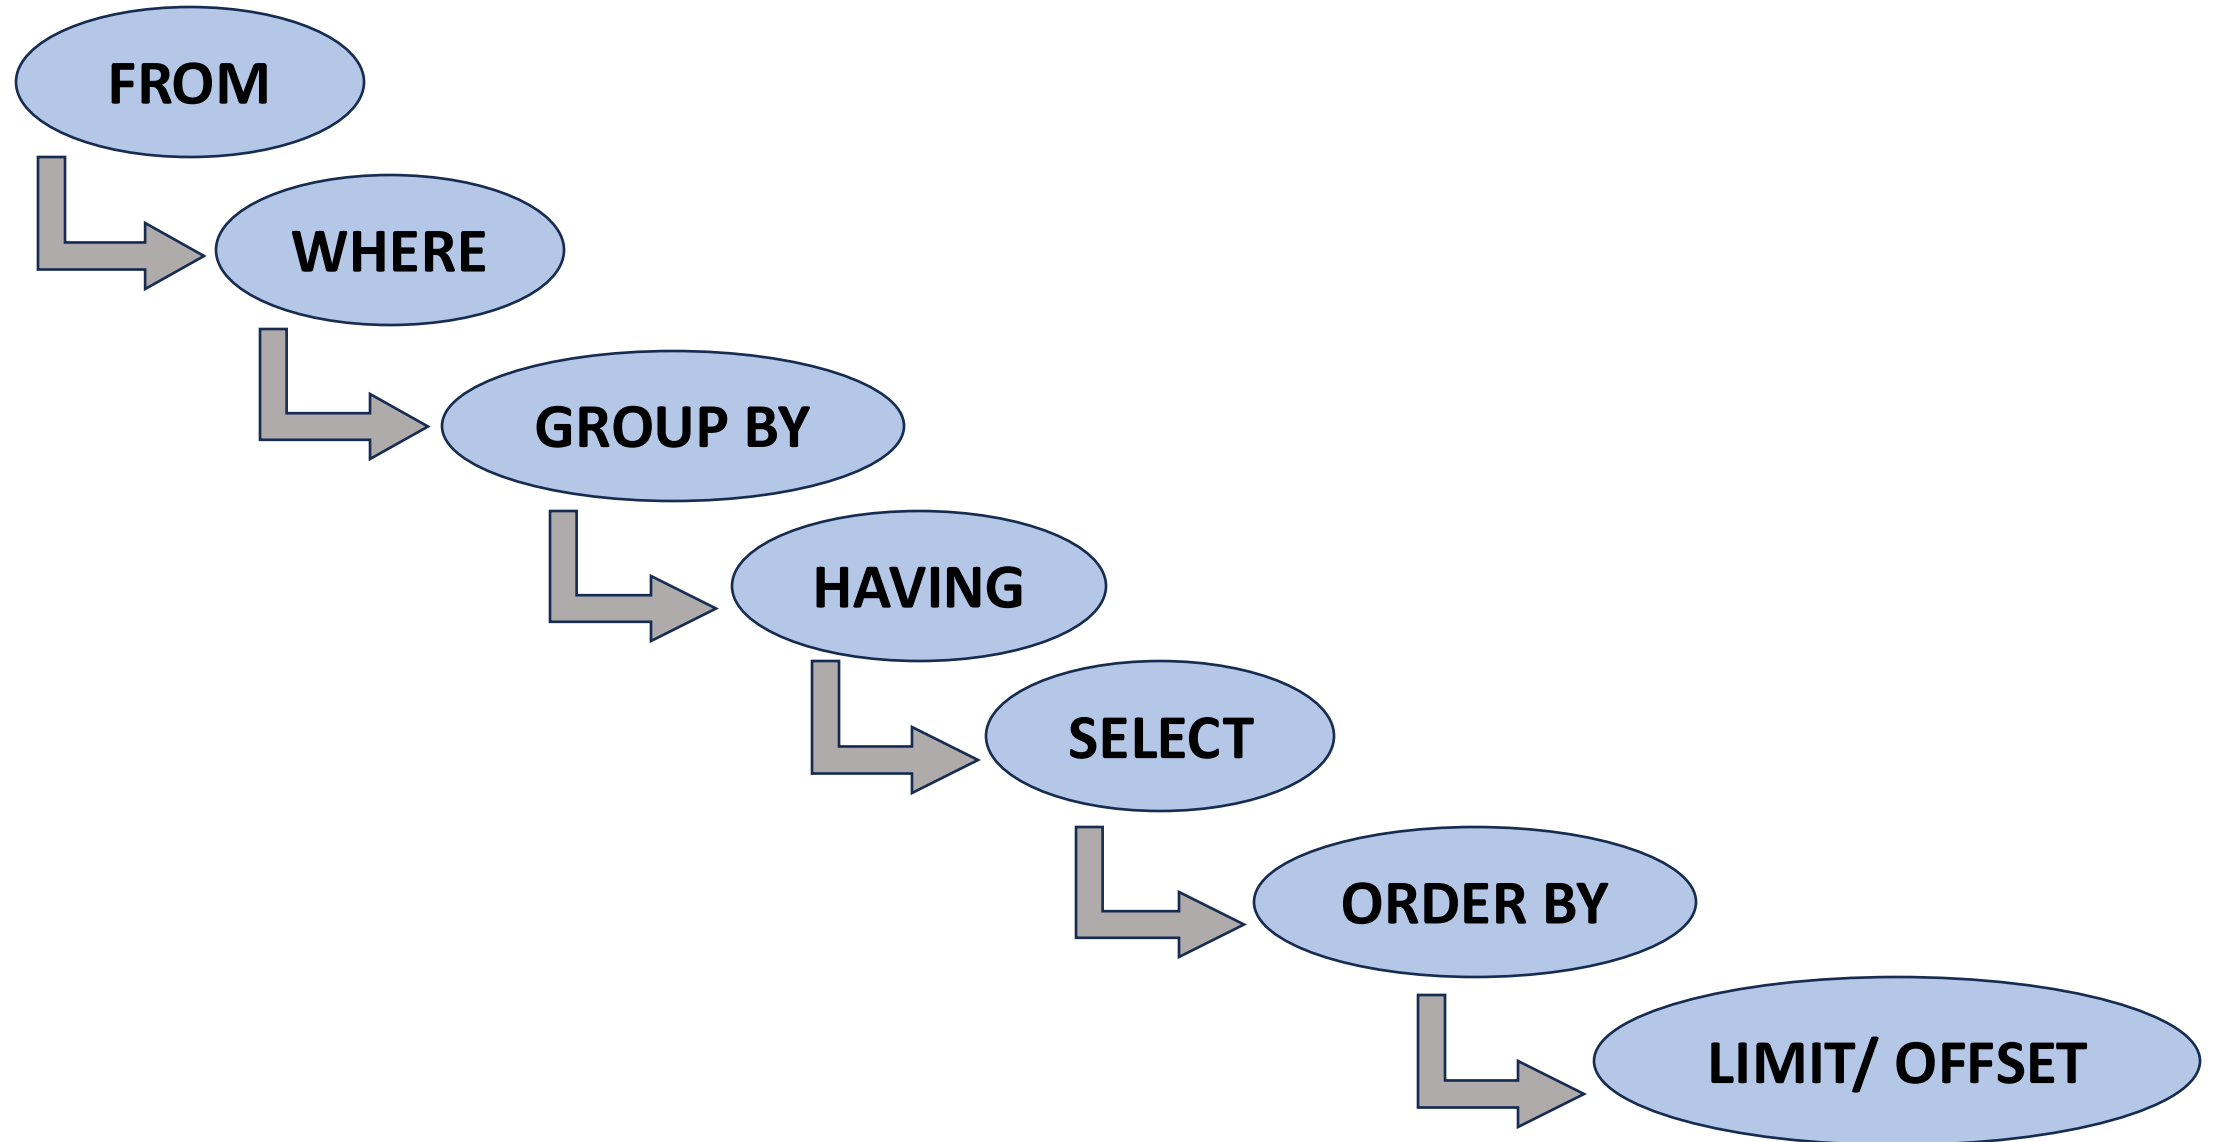 FROM
WHERE
GROUP BY
HAVING
SELECT
ORDER BY
LIMIT/ OFFSET